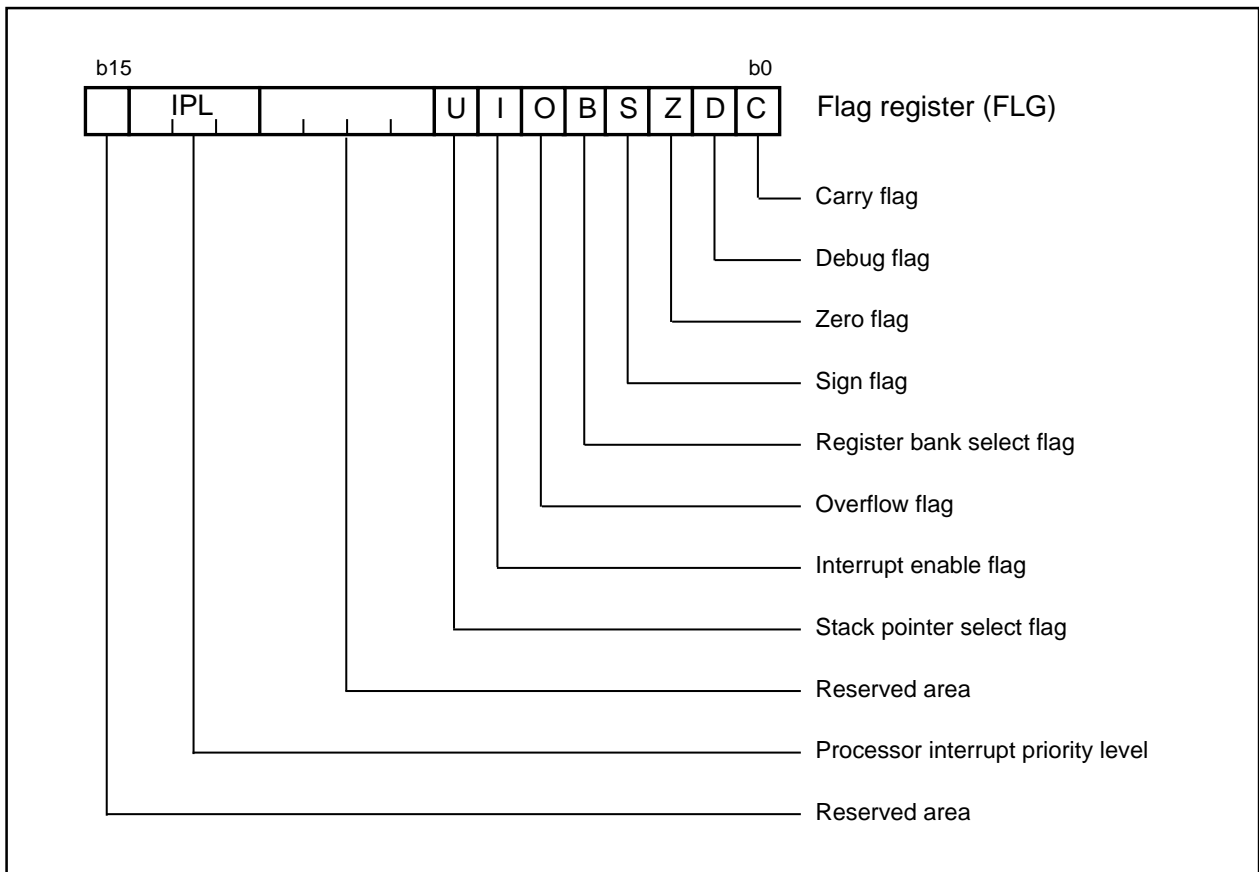 b15 b0
IPL U I O B S Z D C Flag register (FLG)
Carry flag
Debug flag
Zero flag
Sign flag
Register bank select flag
Overflow flag
Interrupt enable flag
Stack pointer select flag
Reserved area
Processor interrupt priority level
Reserved area